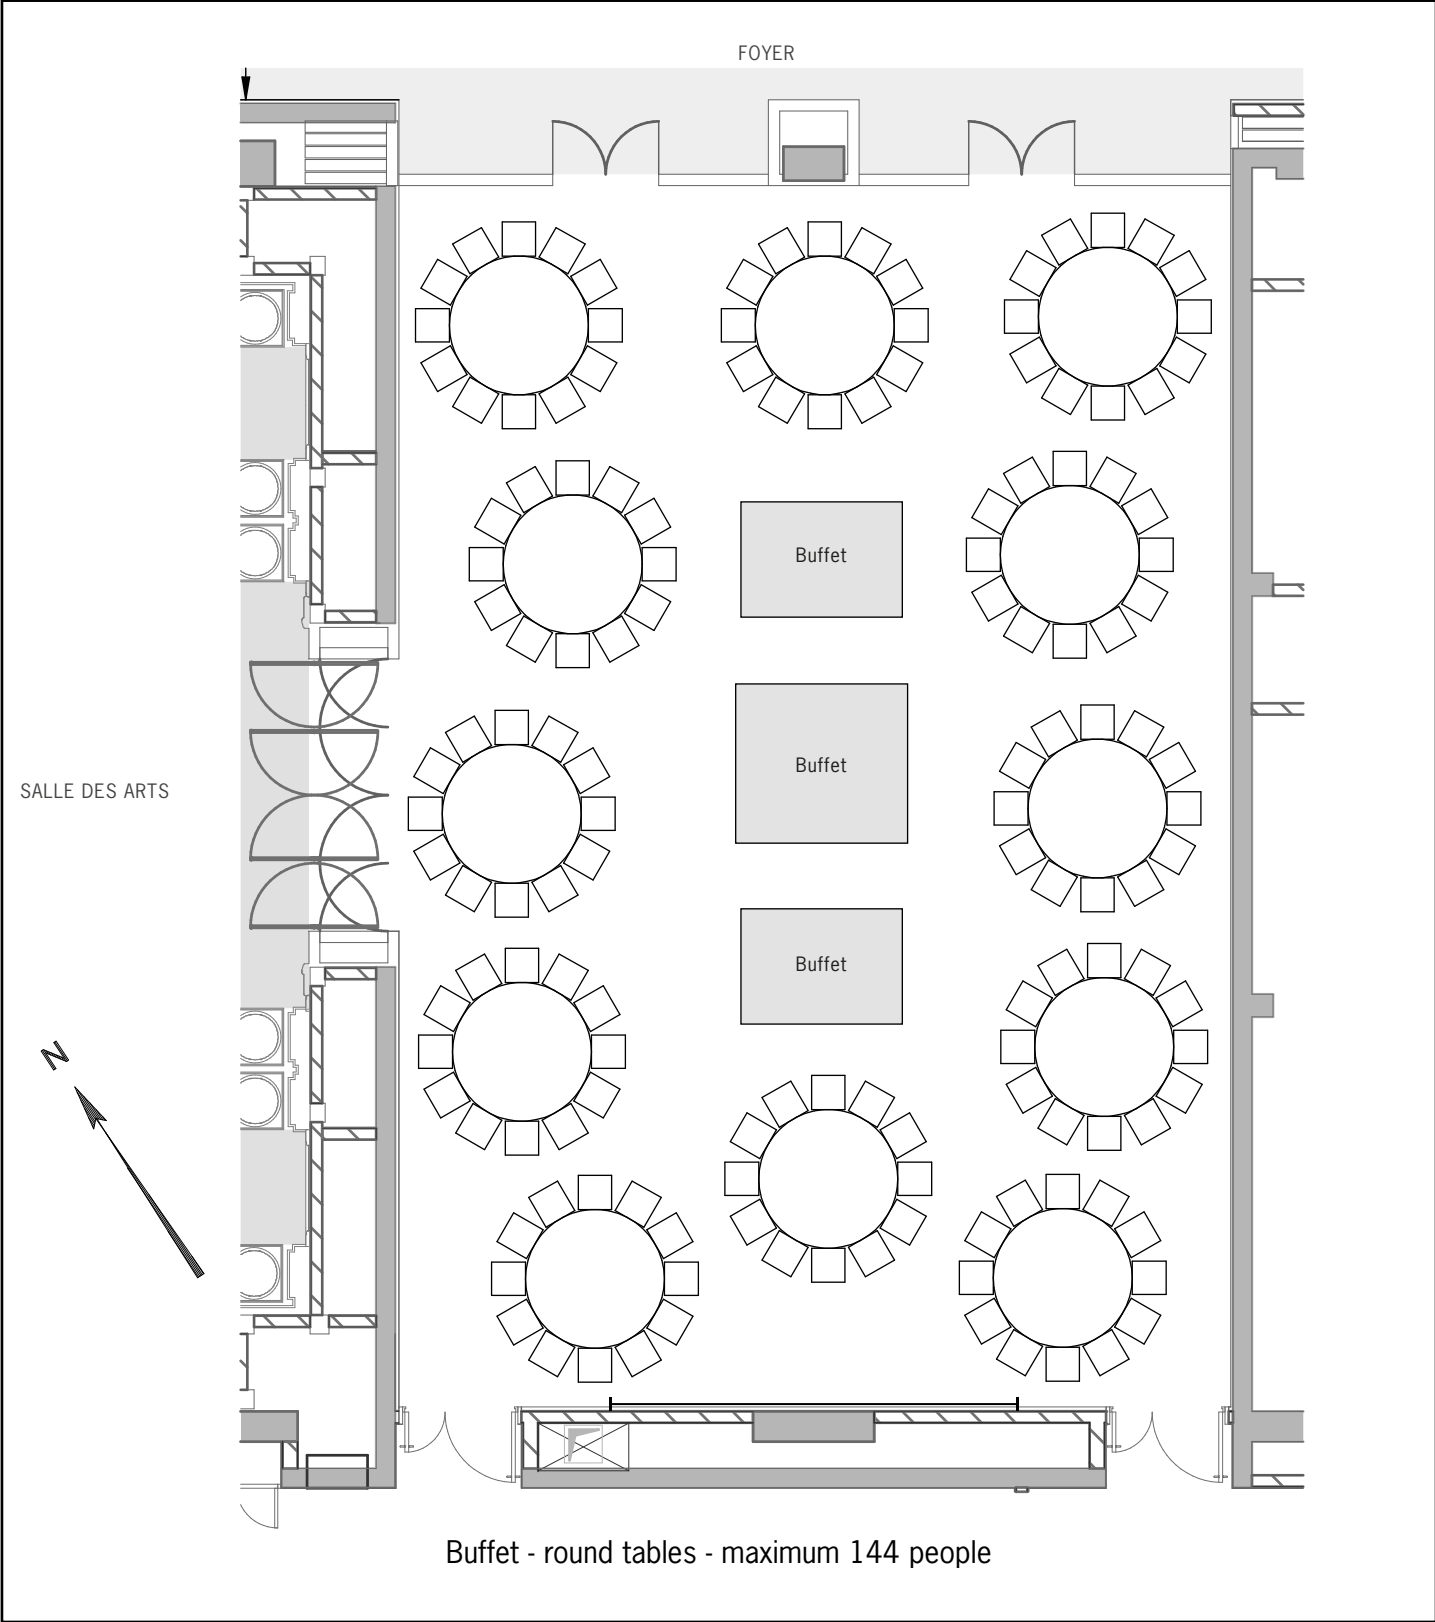 FOYER
Buffet
Buffet
SALLE DES ARTS
Buffet
N
Buffet - round tables - maximum 144 people